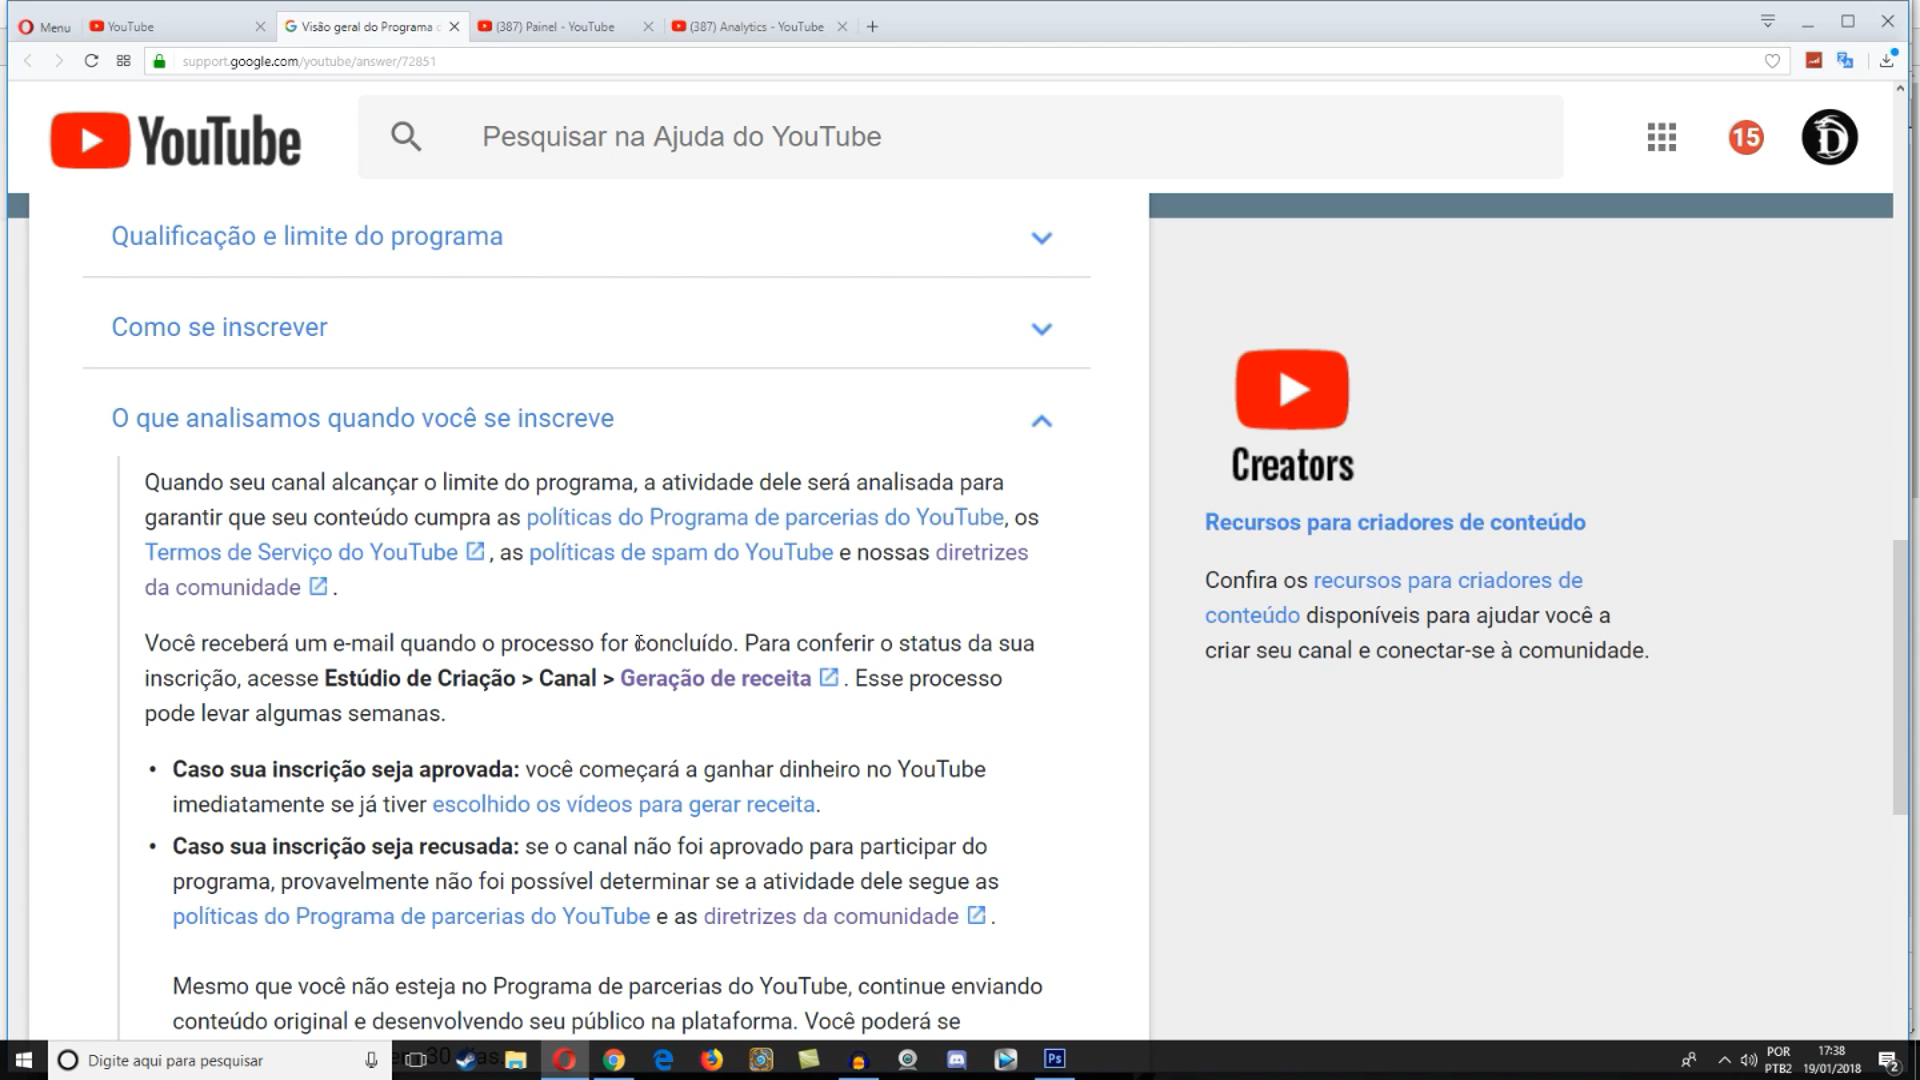 Menu
YouTube
Visão geral do Programa
(387) Painel - YouTube
(387) Analytics - YouTube
support.google.com/youtube/answer/72851
YouTube
Pesquisar na Ajuda do YouTube
15
Qualificação e limite do programa
Como se inscrever
O que analisamos quando você se inscreve
Quando seu canal alcançar o limite do programa, a atividade dele será analisada para
garantir que seu conteúdo cumpra as políticas do Programa de parcerias do YouTube, os
Termos de Serviço do YouTube , as políticas de spam do YouTube e nossas diretrizes
da comunidade .
Você receberá um e-mail quando o processo for concluído. Para conferir o status da sua
inscrição, acesse Estúdio de Criação > Canal > Geração de receita . Esse processo
pode levar algumas semanas.
• Caso sua inscrição seja aprovada: você começará a ganhar dinheiro no YouTube
imediatamente se já tiver escolhido os vídeos para gerar receita.
• Caso sua inscrição seja recusada: se o canal não foi aprovado para participar do
programa, provavelmente não foi possível determinar se a atividade dele segue as
políticas do Programa de parcerias do YouTube e as diretrizes da comunidade .
Mesmo que você não esteja no Programa de parcerias do YouTube, continue enviando
conteúdo original e desenvolvendo seu público na plataforma. Você poderá se
Creators
Recursos para criadores de conteúdo
Confira os recursos para criadores de
conteúdo disponíveis para ajudar você a
criar seu canal e conectar-se à comunidade.
Digite aqui para pesquisar
30
Ps
POR
PTB2
17:38
19/01/2018
2